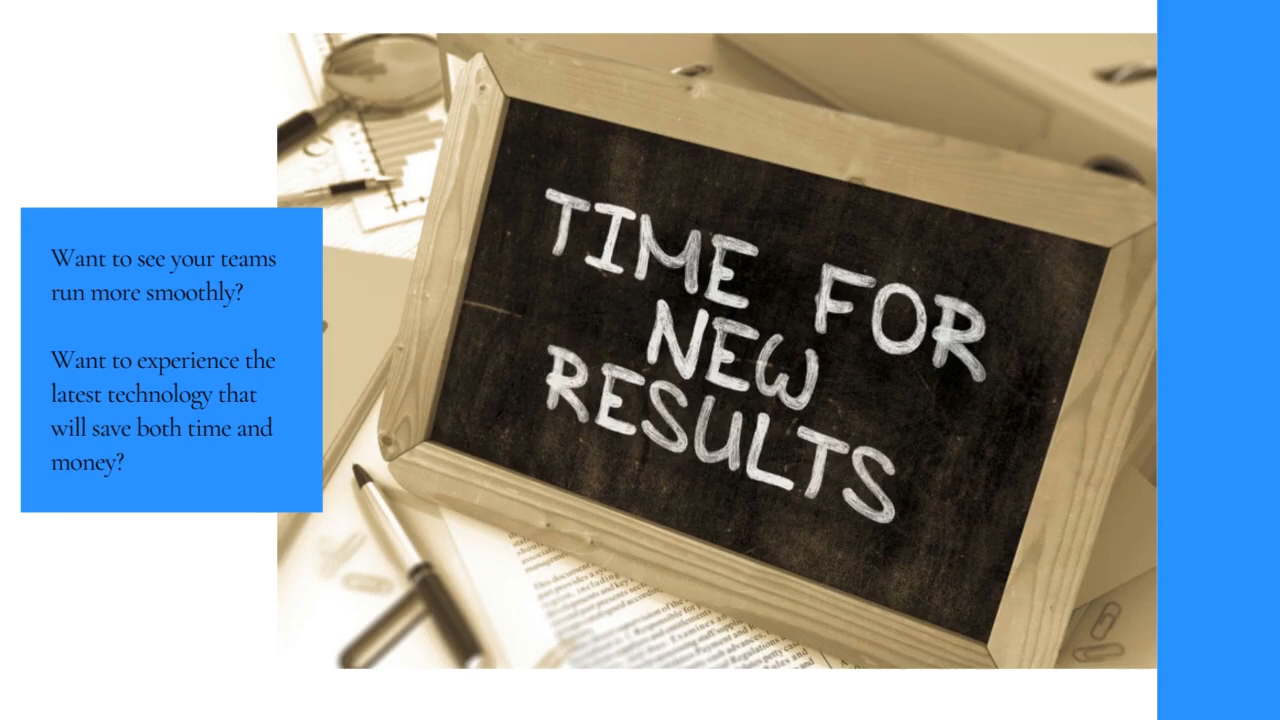 Want to see your teams
run more smoothly?
Want to experience the
latest technology that
will save both time and
money?
TIME FOR
NEW
RESULTS